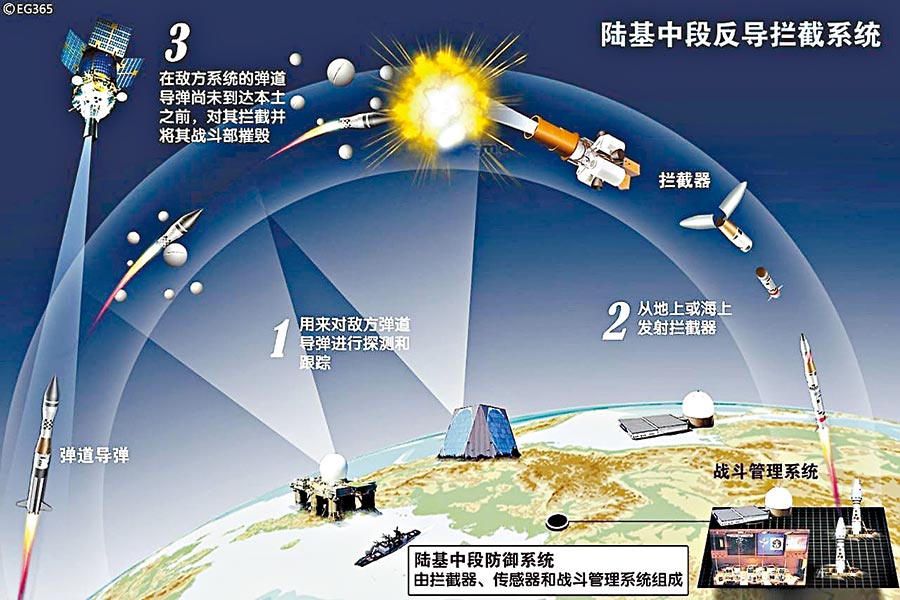 ©EG365
陆基中段反导拦截系统
3
在敌方系统的弹道
导弹尚未到达本土
之前，对其拦截并
将其战斗部摧毁
拦截器
1
用来对敌方弹道
导弹进行探测和
跟踪
2
从地上或海上
发射拦截器
弹道导弹
战斗管理系统
陆基中段防御系统
由拦截器、传感器和战斗管理系统组成